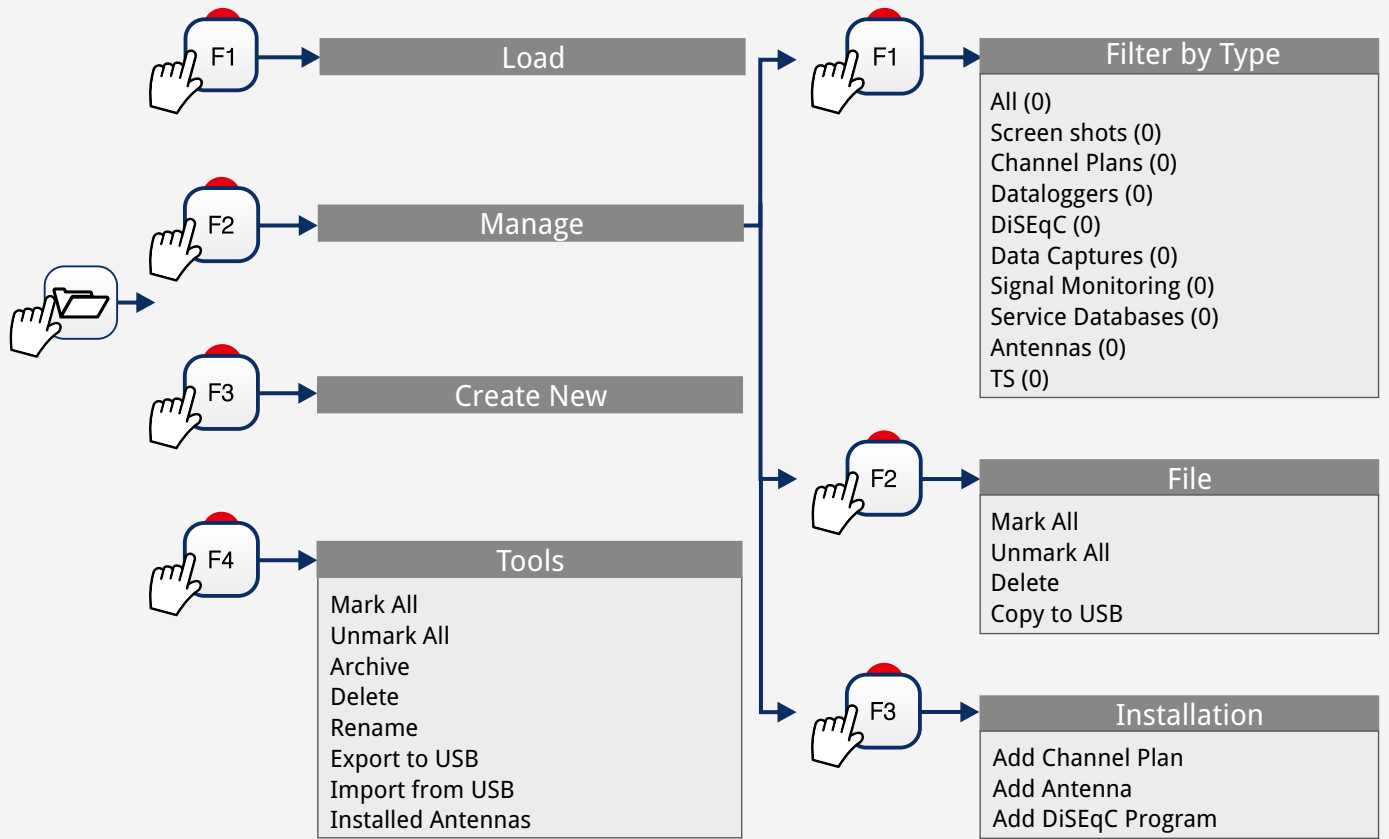 F1
Load
F2
Manage
F3
Create New
F4
Tools
Mark All
Unmark All
Archive
Delete
Rename
Export to USB
Import from USB
Installed Antennas
F1
Filter by Type
All (0)
Screen shots (0)
Channel Plans (0)
Dataloggers (0)
DiSEqC (0)
Data Captures (0)
Signal Monitoring (0)
Service Databases (0)
Antennas (0)
TS (0)
F2
File
Mark All
Unmark All
Delete
Copy to USB
F3
Installation
Add Channel Plan
Add Antenna
Add DiSEqC Program